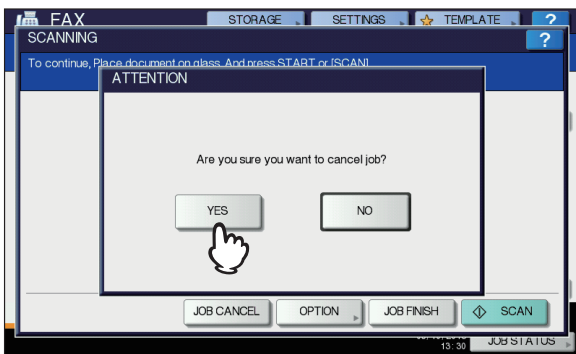 FAX STORAGE SETTINGS TEMPLATE ?
SCANNING ?
To continue, Place document on glass. And press START or [SCAN]
ATTENTION
Are you sure you want to cancel job?
YES NO
JOB CANCEL OPTION JOB FINISH SCAN
13:30 JOB STATUS